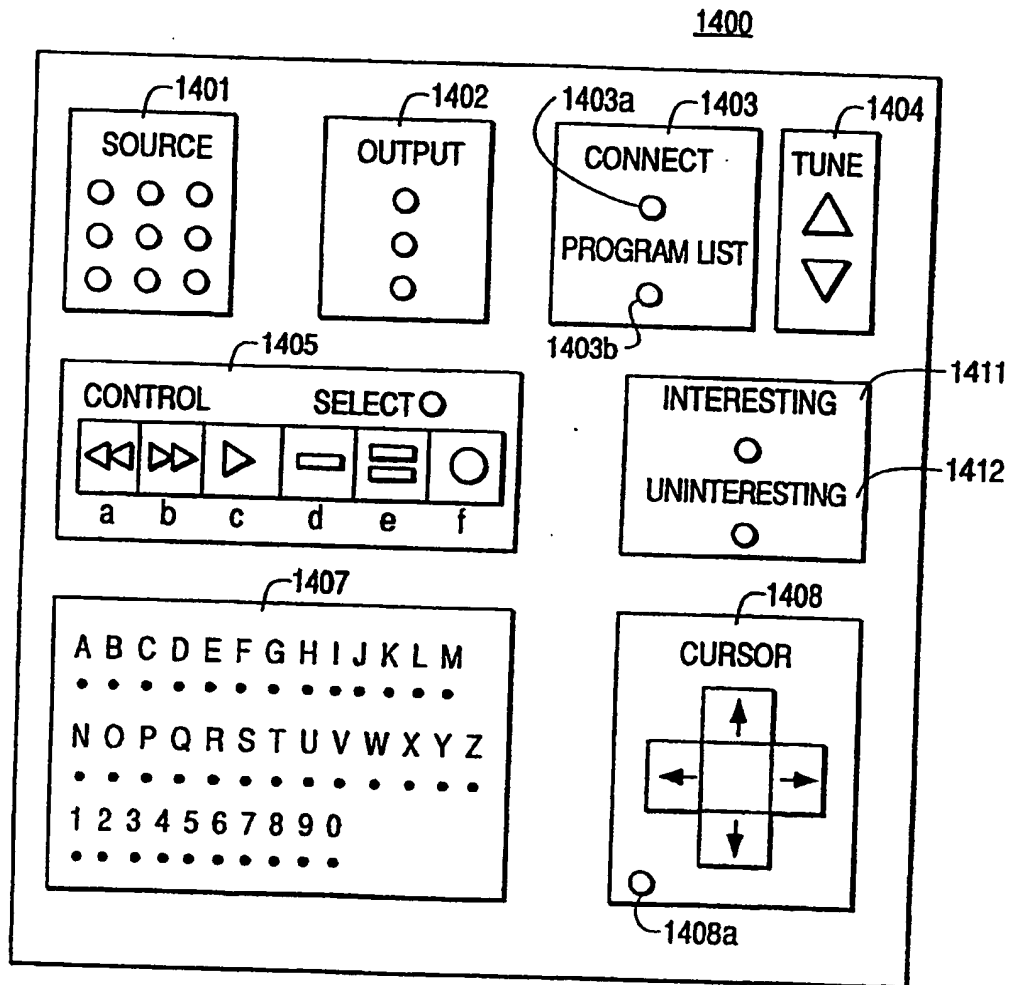 1400
1401
1402
1403a
1403
1404
SOURCE
OUTPUT
CONNECT
TUNE
PROGRAM LIST
1403b
1405
1411
CONTROL SELECT
INTERESTING
1412
UNINTERESTING
a b c d e f
1407
1408
A B C D E F G H I J K L M
CURSOR
N O P Q R S T U V W X Y Z
1 2 3 4 5 6 7 8 9 0
1408a